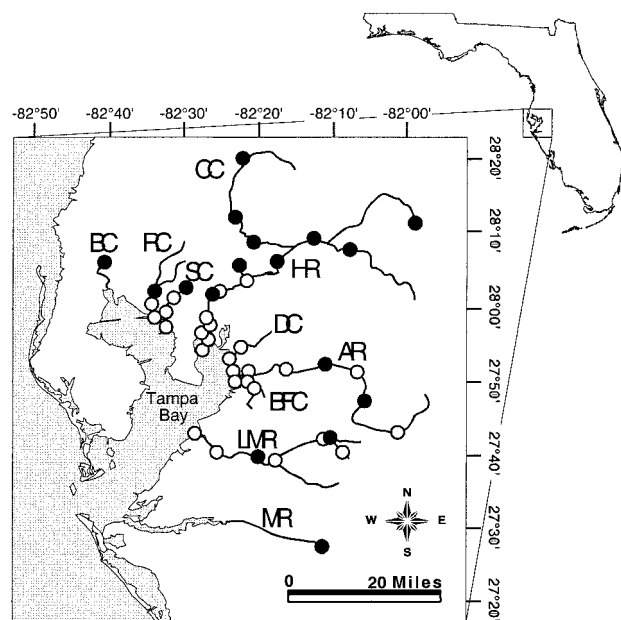 -82°50' -82°40' -82°30' -82°20' -82°10' -82°00'
28°20'
28°10'
28°00'
27°50'
27°40'
27°30'
27°20'
CC
BC
RC
SC
HR
DC
AR
Tampa
Bay
BFC
LMR
MR
N
W E
S
0 20 Miles